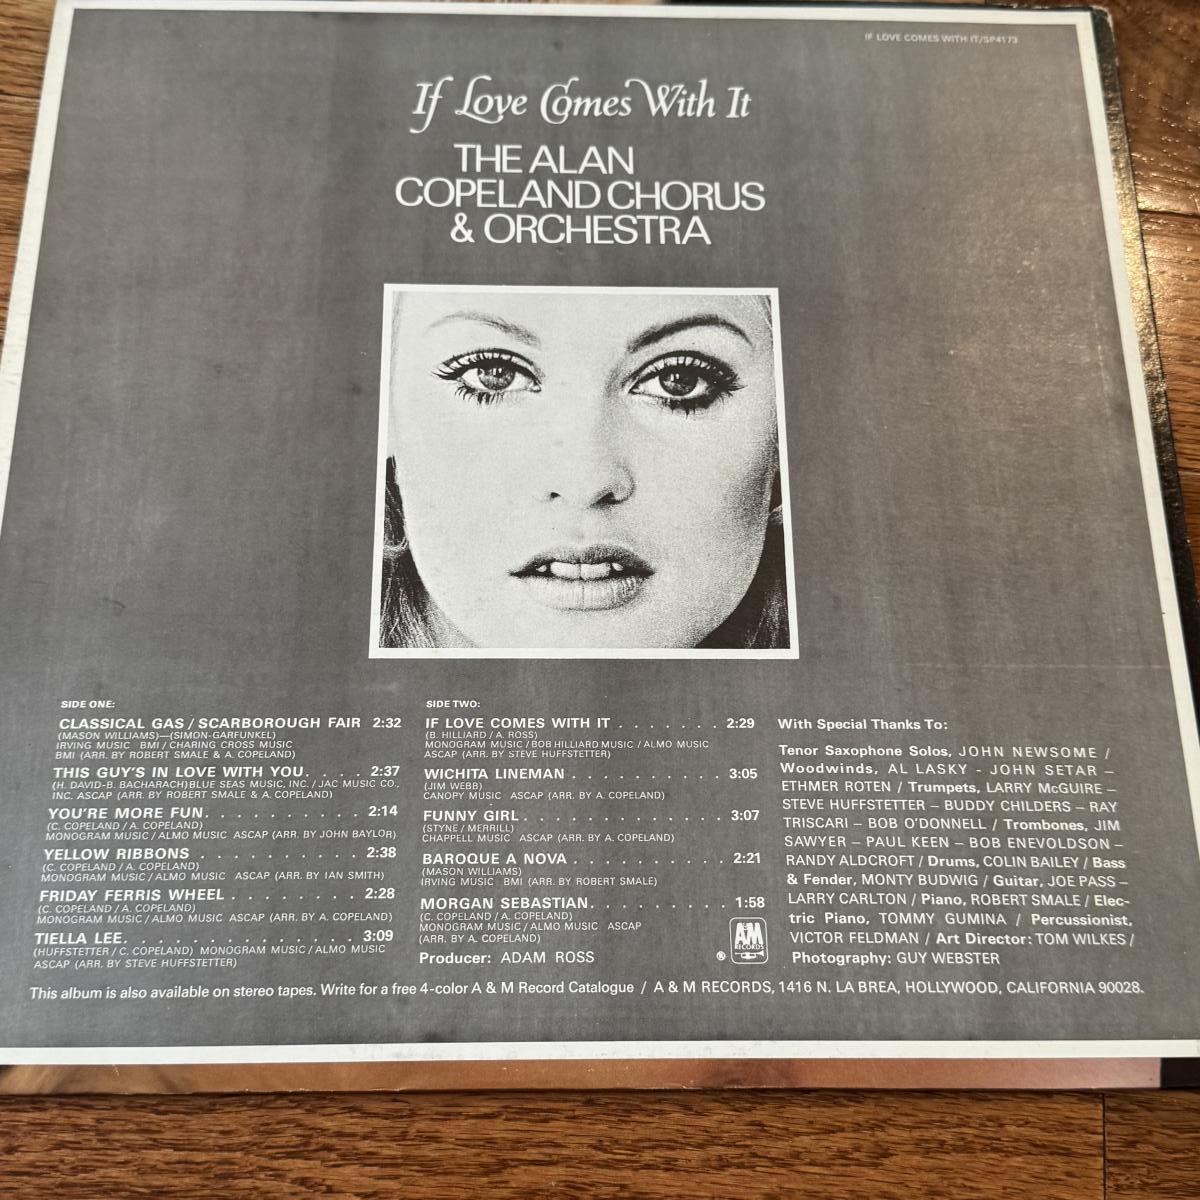 IF LOVE COMES WITH IT/SP4173
If Love Comes With It
THE ALAN
COPELAND CHORUS
& ORCHESTRA
SIDE ONE:
CLASSICAL GAS / SCARBOROUGH FAIR 2:32
(MASON WILLIAMS)—(SIMON-GARFUNKEL)
IRVING MUSIC BMI / CHARING CROSS MUSIC
BMI (ARR. BY ROBERT SMALE & A. COPELAND)
THIS GUY'S IN LOVE WITH YOU. . . . . 2:37
(H. DAVID-B. BACHARACH) BLUE SEAS MUSIC, INC. / JAC MUSIC CO.,
INC. ASCAP (ARR. BY ROBERT SMALE & A. COPELAND)
YOU'RE MORE FUN. . . . . . . . . . 2:14
(C. COPELAND / A. COPELAND)
MONOGRAM MUSIC / ALMO MUSIC ASCAP (ARR. BY JOHN BAYLOR)
YELLOW RIBBONS . . . . . . . . . . 2:38
(C. COPELAND / A. COPELAND)
MONOGRAM MUSIC / ALMO MUSIC ASCAP (ARR. BY IAN SMITH)
FRIDAY FERRIS WHEEL . . . . . . . . 2:28
(C. COPELAND / A. COPELAND)
MONOGRAM MUSIC / ALMO MUSIC ASCAP (ARR. BY A. COPELAND)
TIELLA LEE. . . . . . . . . . . . . 3:09
(HUFFSTETTER / C. COPELAND) MONOGRAM MUSIC / ALMO MUSIC
ASCAP (ARR. BY STEVE HUFFSTETTER)
SIDE TWO:
IF LOVE COMES WITH IT . . . . . . . 2:29
(B. HILLIARD / A. ROSS)
MONOGRAM MUSIC / BOB HILLIARD MUSIC / ALMO MUSIC
ASCAP (ARR. BY STEVE HUFFSTETTER)
WICHITA LINEMAN . . . . . . . . . . 3:05
(JIM WEBB)
CANOPY MUSIC ASCAP (ARR. BY A. COPELAND)
FUNNY GIRL. . . . . . . . . . . . . 3:07
(STYNE / MERRILL)
CHAPPELL MUSIC ASCAP (ARR. BY A. COPELAND)
BAROQUE A NOVA . . . . . . . . . . 2:21
(MASON WILLIAMS)
IRVING MUSIC BMI (ARR. BY ROBERT SMALE)
MORGAN SEBASTIAN. . . . . . . . . . 1:58
(C. COPELAND / A. COPELAND)
MONOGRAM MUSIC / ALMO MUSIC ASCAP
(ARR. BY A. COPELAND)
Producer: ADAM ROSS
® A&M
RECORDS
With Special Thanks To:
Tenor Saxophone Solos, JOHN NEWSOME /
Woodwinds, AL LASKY - JOHN SETAR –
ETHMER ROTEN / Trumpets, LARRY McGUIRE –
STEVE HUFFSTETTER – BUDDY CHILDERS – RAY
TRISCARI – BOB O'DONNELL / Trombones, JIM
SAWYER – PAUL KEEN – BOB ENEVOLDSON –
RANDY ALDCROFT / Drums, COLIN BAILEY / Bass
& Fender, MONTY BUDWIG / Guitar, JOE PASS –
LARRY CARLTON / Piano, ROBERT SMALE / Elec-
tric Piano, TOMMY GUMINA / Percussionist,
VICTOR FELDMAN / Art Director: TOM WILKES /
Photography: GUY WEBSTER
This album is also available on stereo tapes. Write for a free 4-color A & M Record Catalogue / A & M RECORDS, 1416 N. LA BREA, HOLLYWOOD, CALIFORNIA 90028.